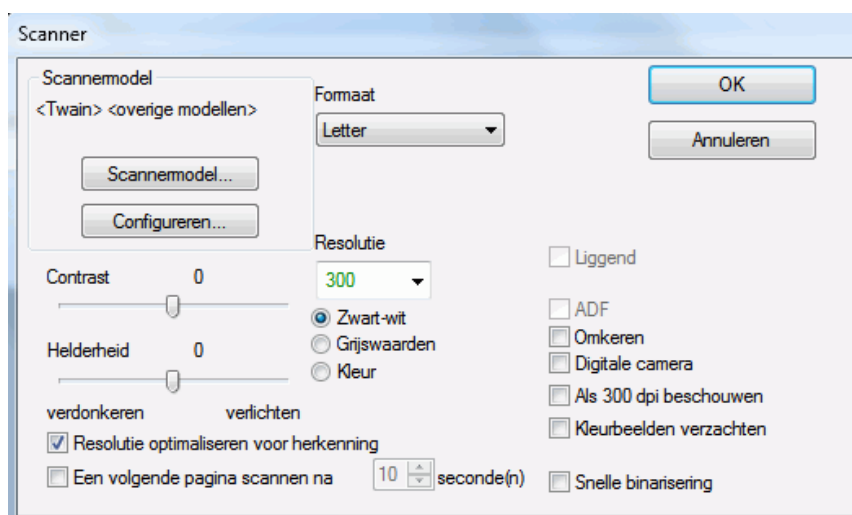 Scanner
Scannermodel
<Twain> <overige modellen>
Scannermodel...
Configureren...
Formaat
Letter
OK
Annuleren
Contrast 0
Helderheid 0
verdonkeren verlichten
Resolutie
300
Zwart-wit
Grijswaarden
Kleur
Liggend
ADF
Omkeren
Digitale camera
Als 300 dpi beschouwen
Kleurbeelden verzachten
Resolutie optimaliseren voor herkenning
Een volgende pagina scannen na 10 seconde(n)
Snelle binarisering